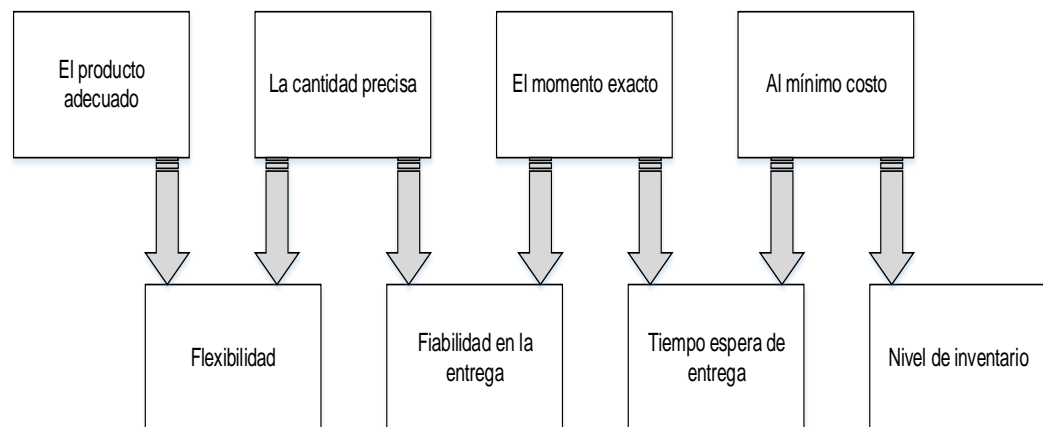 El producto
adecuado
La cantidad precisa
El momento exacto
Al mínimo costo
Flexibilidad
Fiabilidad en la
entrega
Tiempo espera de
entrega
Nivel de inventario